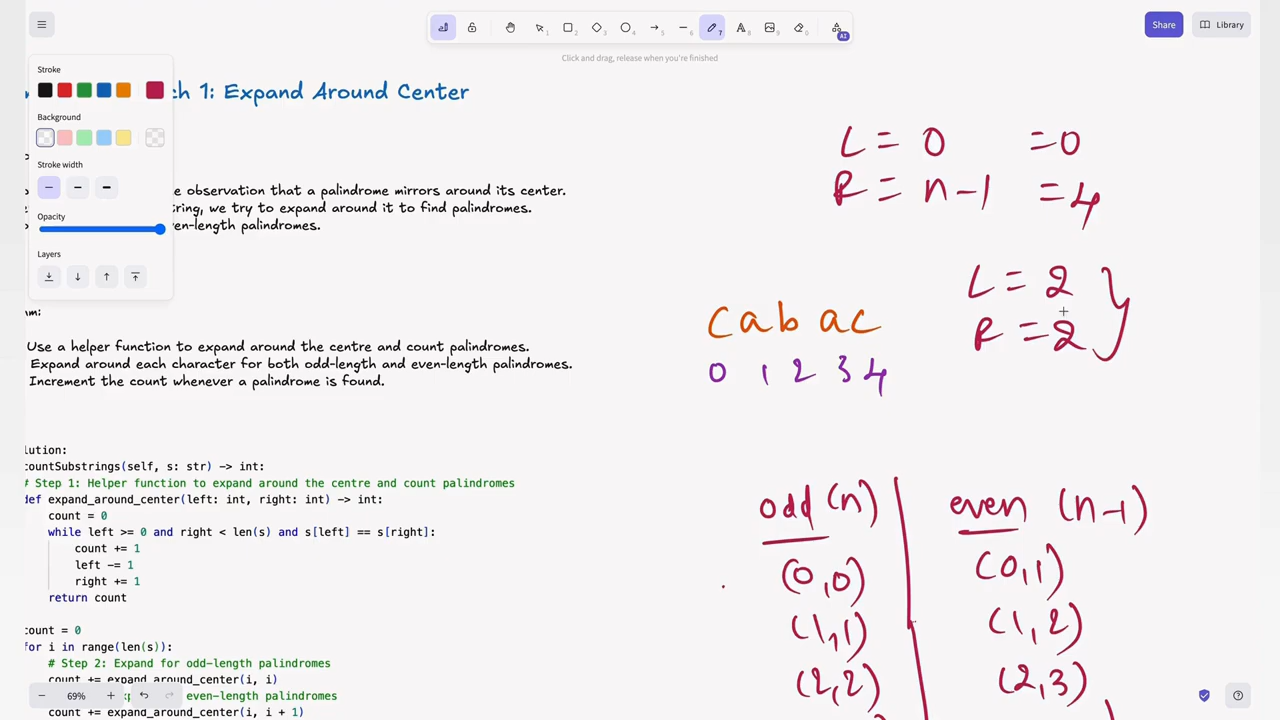 Share
Library
Click and drag, release when you're finished
Stroke
Background
Stroke width
Opacity
Layers
ch 1: Expand Around Center
e observation that a palindrome mirrors around its center.
ring, we try to expand around it to find palindromes.
ven-length palindromes.
am:
Use a helper function to expand around the centre and count palindromes.
Expand around each character for both odd-length and even-length palindromes.
Increment the count whenever a palindrome is found.
lution:
countSubstrings(self, s: str) -> int:
# Step 1: Helper function to expand around the centre and count palindromes
def expand_around_center(left: int, right: int) -> int:
count = 0
while left >= 0 and right < len(s) and s[left] == s[right]:
count += 1
left -= 1
right += 1
return count
count = 0
for i in range(len(s)):
# Step 2: Expand for odd-length palindromes
count += expand_around_center(i, i)
even-length palindromes
count += expand_around_center(i, i + 1)
69%
L = 0 = 0
R = n-1 = 4
L = 2
R = 2
c a b a c
0 1 2 3 4
odd (n) even (n-1)
(0,0) (0,1)
(1,1) (1,2)
(2,2) (2,3)